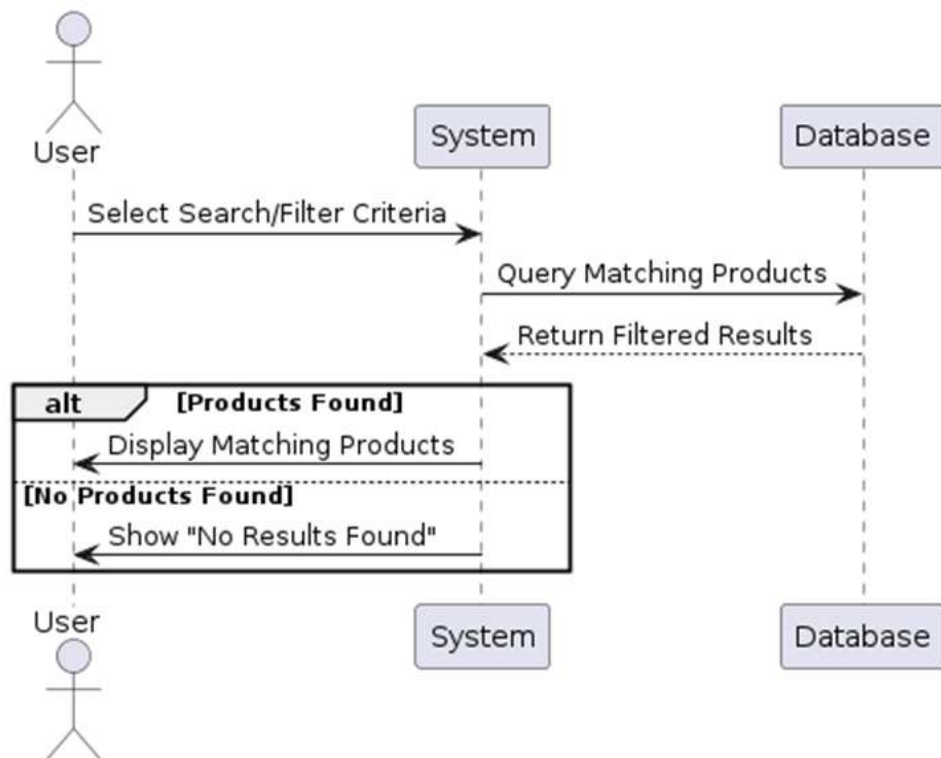 User
System
Database
Select Search/Filter Criteria
Query Matching Products
Return Filtered Results
alt
[Products Found]
Display Matching Products
[No Products Found]
Show "No Results Found"
User
System
Database